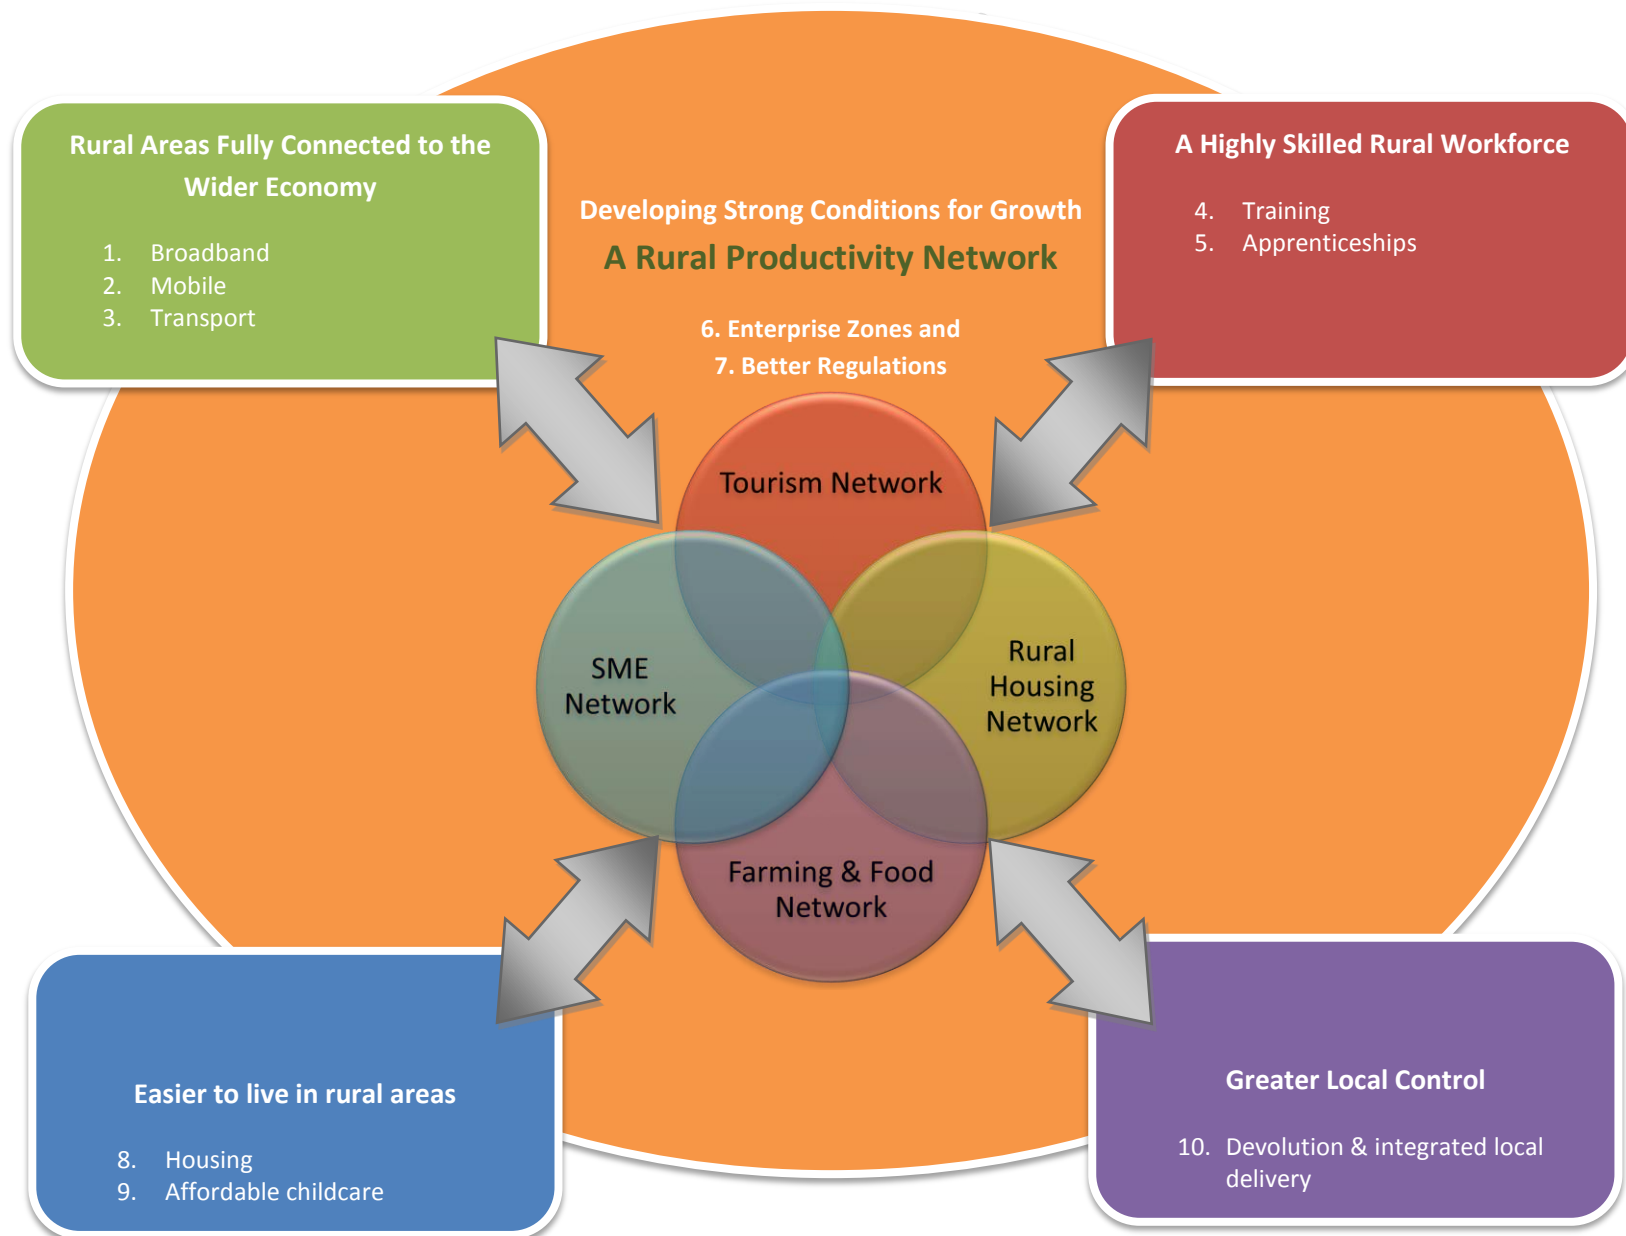 Rural Areas Fully Connected to the
Wider Economy
1. Broadband
2. Mobile
3. Transport
A Highly Skilled Rural Workforce
4. Training
5. Apprenticeships
Developing Strong Conditions for Growth
A Rural Productivity Network
6. Enterprise Zones and
7. Better Regulations
Tourism Network
SME
Network
Rural
Housing
Network
Farming & Food
Network
Easier to live in rural areas
8. Housing
9. Affordable childcare
Greater Local Control
10. Devolution & integrated local
delivery